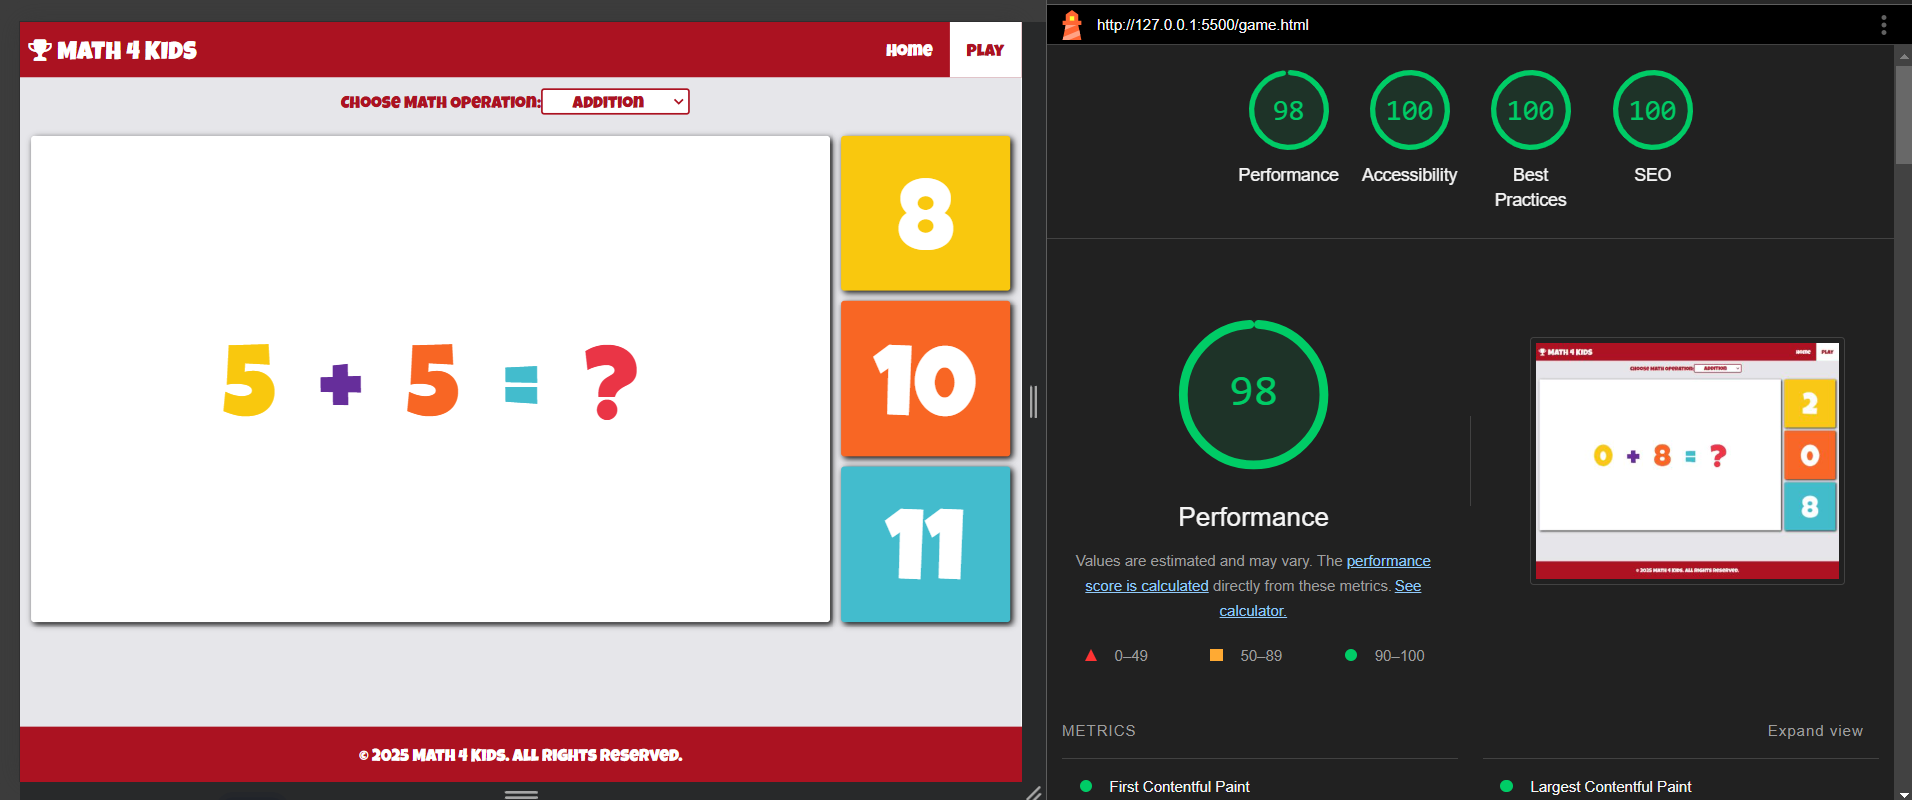 MATH 4 KIDS
Home
PLAY
CHOOSE MATH OPERATION:
ADDITION
5 + 5 = ?
8
10
11
© 2025 MATH 4 KIDS. ALL RIGHTS RESERVED.
http://127.0.0.1:5500/game.html
98
100
100
100
Performance
Accessibility
Best
Practices
SEO
98
Performance
Values are estimated and may vary. The performance
score is calculated directly from these metrics. See
calculator.
0–49
50–89
90–100
MATH 4 KIDS
Home
PLAY
CHOOSE MATH OPERATION:
ADDITION
0 + 8 = ?
2
0
8
© 2025 MATH 4 KIDS. ALL RIGHTS RESERVED.
METRICS
Expand view
First Contentful Paint
Largest Contentful Paint